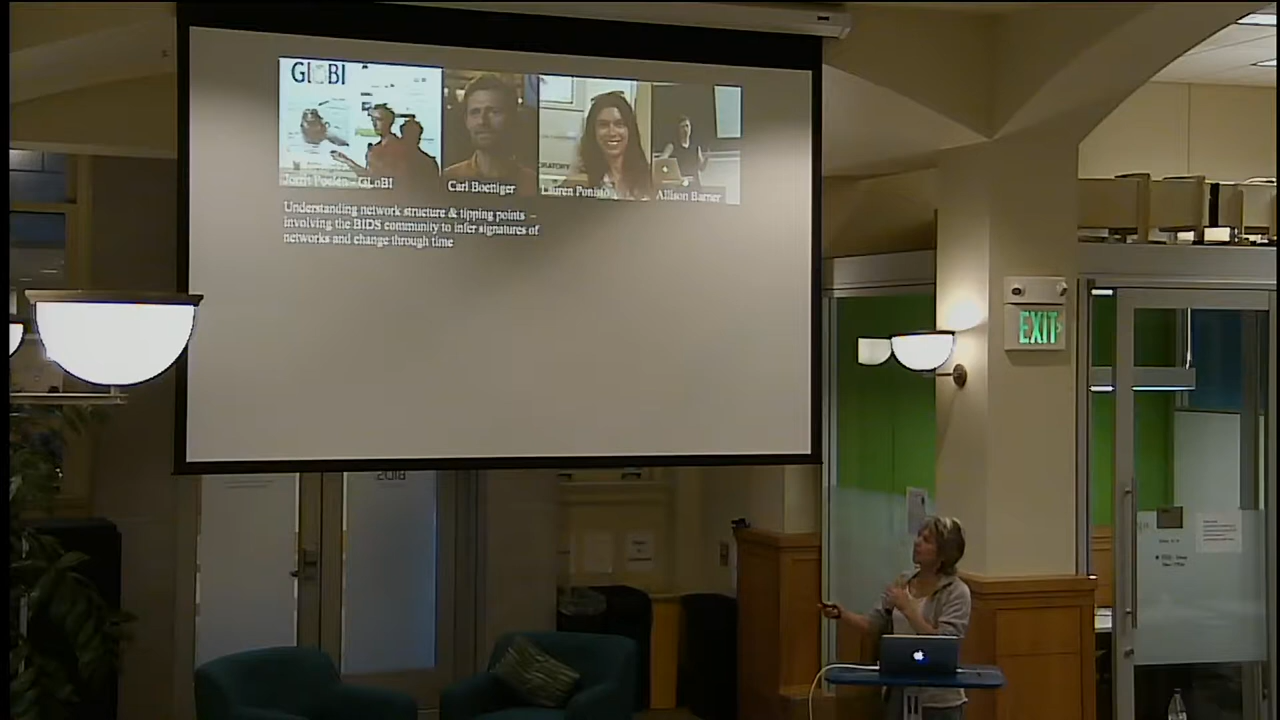 GLoBI
Jorrit Poelen - GLoBI
Carl Boettiger
Lauren Ponisio
Allison Barner
Understanding network structure & tipping points –
involving the BIDS community to infer signatures of
networks and change through time
EXIT
2018